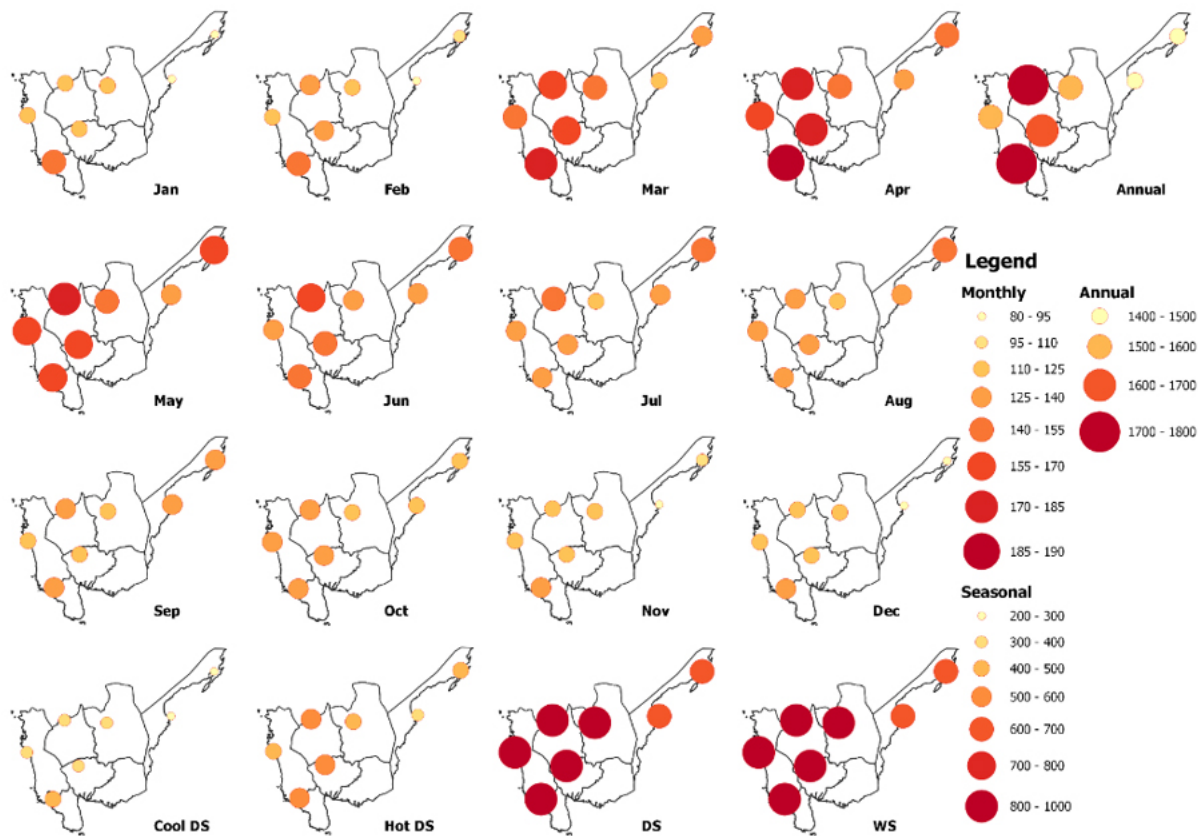 Jan
Feb
Mar
Apr
Annual
May
Jun
Jul
Aug
Sep
Oct
Nov
Dec
Cool DS
Hot DS
DS
WS
Legend
Monthly
80 - 95
95 - 110
110 - 125
125 - 140
140 - 155
155 - 170
170 - 185
185 - 190
Annual
1400 - 1500
1500 - 1600
1600 - 1700
1700 - 1800
Seasonal
200 - 300
300 - 400
400 - 500
500 - 600
600 - 700
700 - 800
800 - 1000